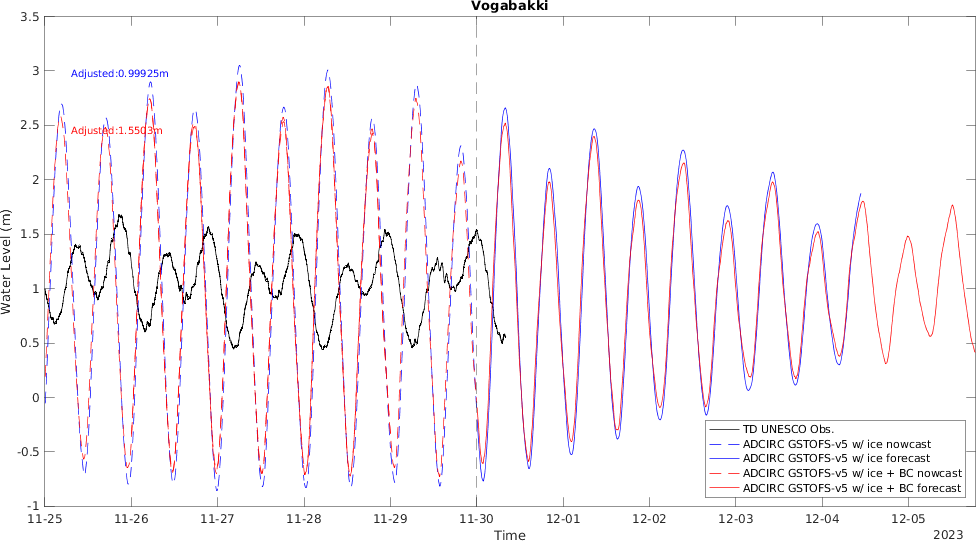 Vogabakki
3.5
3
2.5
2
1.5
1
0.5
0
-0.5
-1
Water Level (m)
Adjusted:0.99925m
Adjusted:1.5503m
TD UNESCO Obs.
ADCIRC GSTOFS-v5 w/ ice nowcast
ADCIRC GSTOFS-v5 w/ ice forecast
ADCIRC GSTOFS-v5 w/ ice + BC nowcast
ADCIRC GSTOFS-v5 w/ ice + BC forecast
11-25 11-26 11-27 11-28 11-29 11-30 12-01 12-02 12-03 12-04 12-05
Time
2023